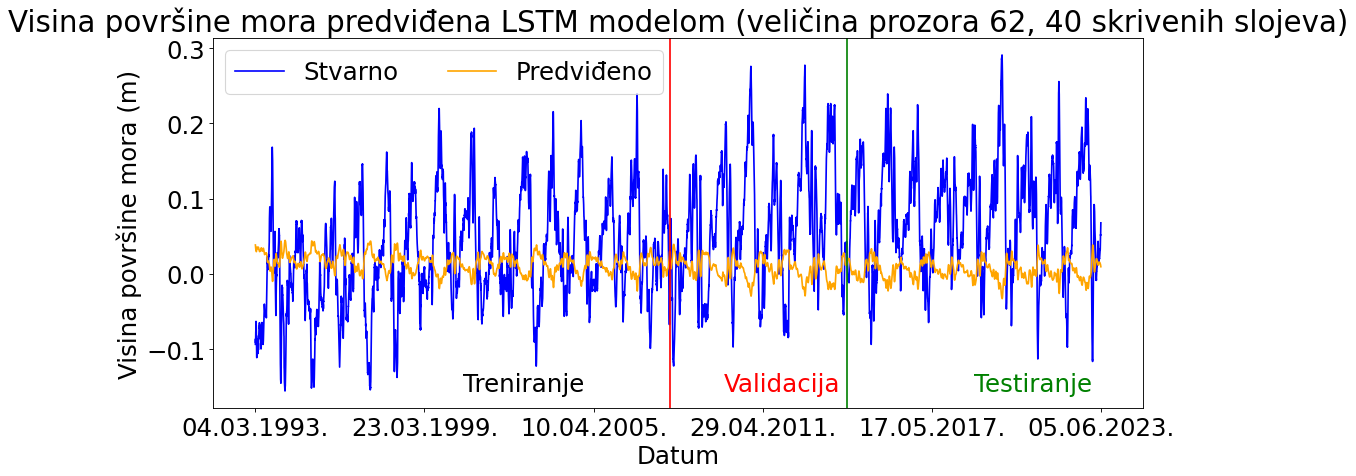 Visina površine mora predviđena LSTM modelom (veličina prozora 62, 40 skrivenih slojeva)
Stvarno
Predviđeno
Visina površine mora (m)
0.3
0.2
0.1
0.0
−0.1
Treniranje
Validacija
Testiranje
04.03.1993.
23.03.1999.
10.04.2005.
29.04.2011.
17.05.2017.
05.06.2023.
Datum